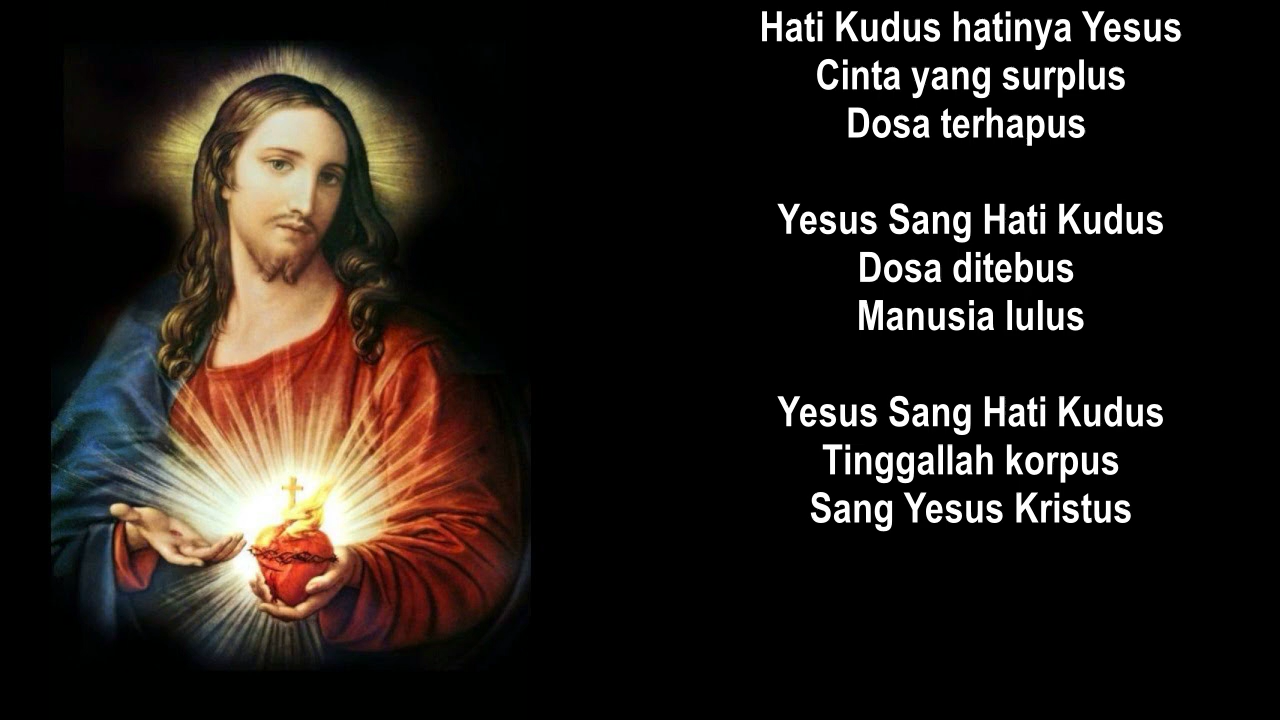 Hati Kudus hatinya Yesus
Cinta yang surplus
Dosa terhapus
Yesus Sang Hati Kudus
Dosa ditebus
Manusia lulus
Yesus Sang Hati Kudus
Tinggallah korpus
Sang Yesus Kristus